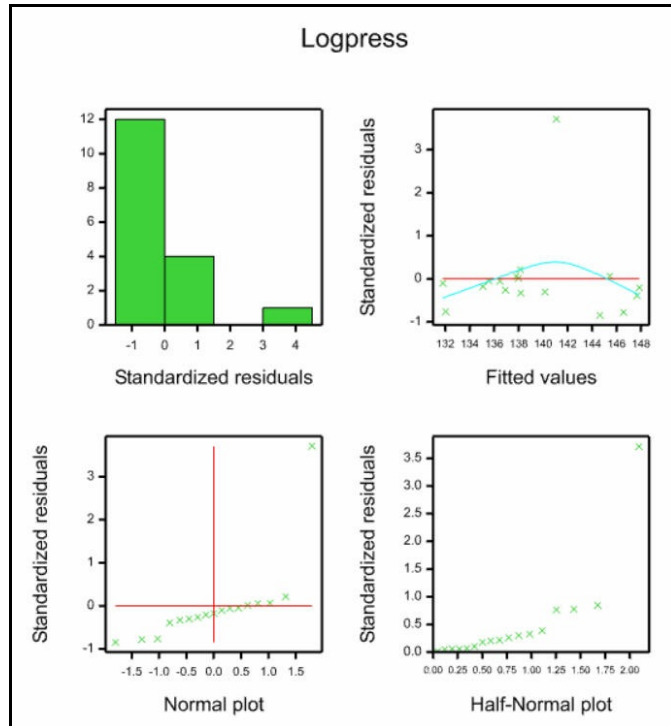 Logpress
12
10
8
6
4
2
0
-1 0 1 2 3 4
Standardized residuals
Standardized residuals
3
2
1
0
-1
132 134 136 138 140 142 144 146 148
Fitted values
Standardized residuals
3
2
1
0
-1
-1.5 -1.0 -0.5 0.0 0.5 1.0 1.5
Normal plot
Standardized residuals
3.5
3.0
2.5
2.0
1.5
1.0
0.5
0.0
0.00 0.25 0.50 0.75 1.00 1.25 1.50 1.75 2.00
Half-Normal plot